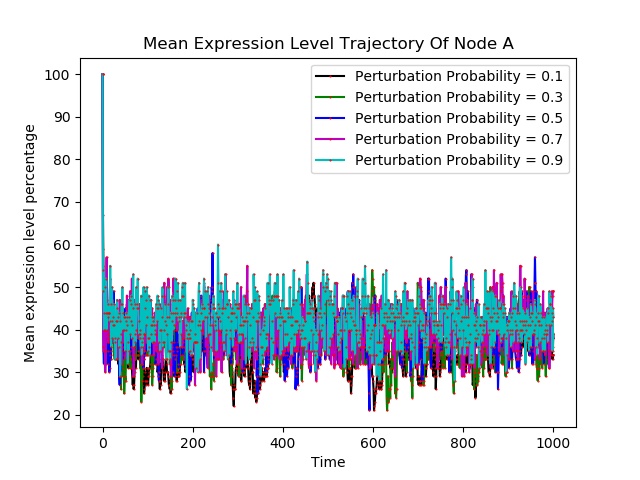 Mean Expression Level Trajectory Of Node A
Perturbation Probability = 0.1
Perturbation Probability = 0.3
Perturbation Probability = 0.5
Perturbation Probability = 0.7
Perturbation Probability = 0.9
Mean expression level percentage
100
90
80
70
60
50
40
30
20
0 200 400 600 800 1000
Time